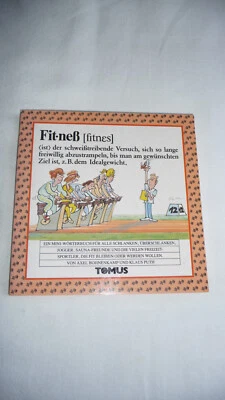 Fit·neß [fitnɛs]
(ist) der schweißtreibende Versuch, sich so lange
freiwillig abzustrampeln, bis man am gewünschten
Ziel ist, z.B. dem Idealgewicht.
EIN MINI-WÖRTERBUCH FÜR ALLE SCHLANKEN, ÜBERSCHLANKEN,
JOGGER, SAUNA-FREUNDE UND DIE VIELEN FREIZEIT-
SPORTLER, DIE FIT BLEIBEN ODER WERDEN WOLLEN.
VON AXEL BORNENKAMP UND KLAUS PUTH
TOMUS